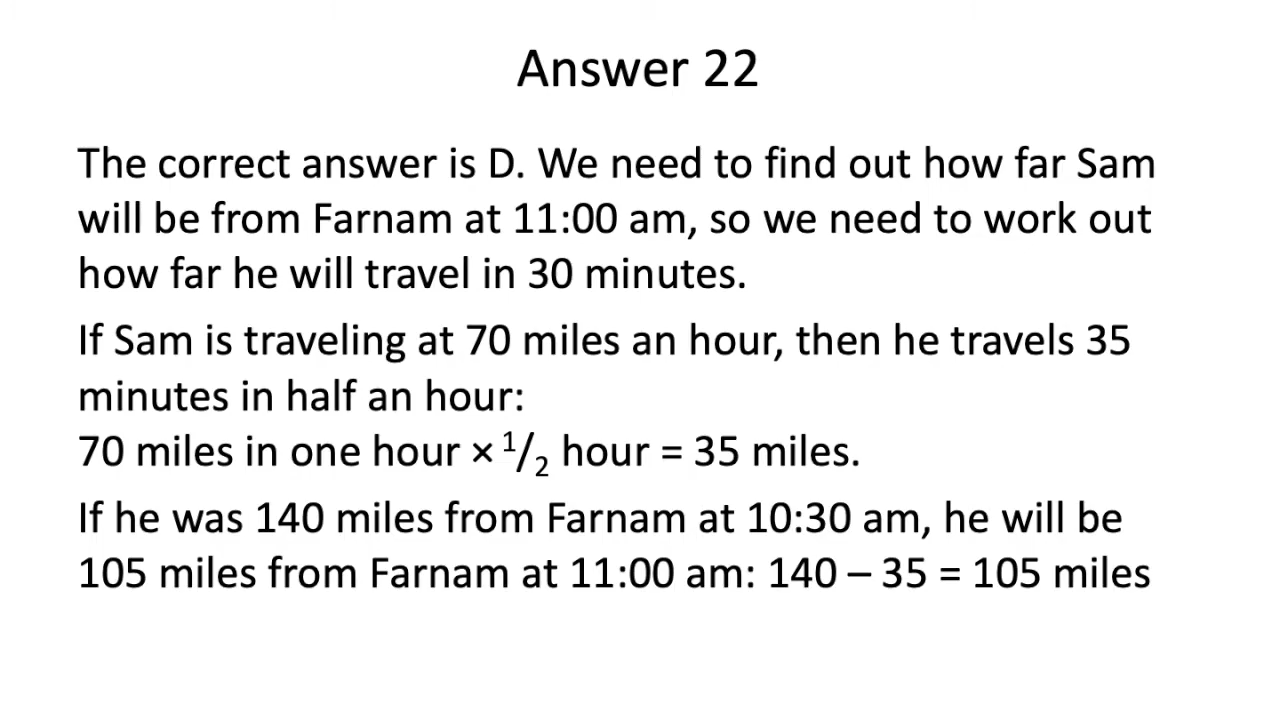 Answer 22
The correct answer is D. We need to find out how far Sam
will be from Farnam at 11:00 am, so we need to work out
how far he will travel in 30 minutes.
If Sam is traveling at 70 miles an hour, then he travels 35
minutes in half an hour:
70 miles in one hour × ¹/₂ hour = 35 miles.
If he was 140 miles from Farnam at 10:30 am, he will be
105 miles from Farnam at 11:00 am: 140 – 35 = 105 miles